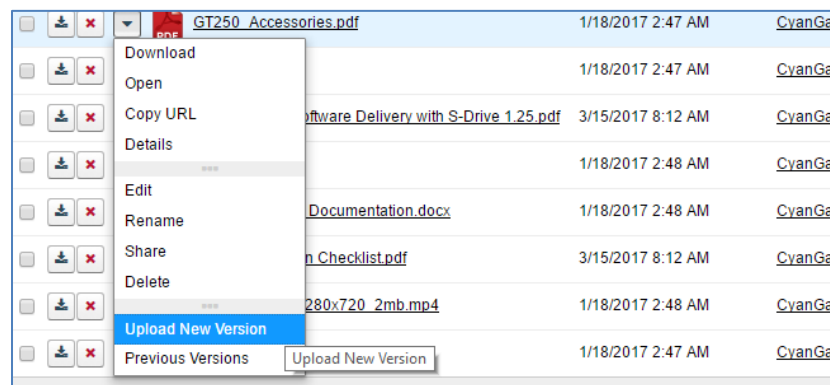 PDF GT250_Accessories.pdf 1/18/2017 2:47 AM CyanGa
Download
1/18/2017 2:47 AM CyanGa
Open
Copy URL oftware Delivery with S-Drive 1.25.pdf 3/15/2017 8:12 AM CyanGa
Details
1/18/2017 2:48 AM CyanGa
Edit
Documentation.docx 1/18/2017 2:48 AM CyanGa
Rename
Share n Checklist.pdf 3/15/2017 8:12 AM CyanGa
Delete
280x720_2mb.mp4 1/18/2017 2:48 AM CyanGa
Upload New Version
Previous Versions Upload New Version 1/18/2017 2:47 AM CyanGa